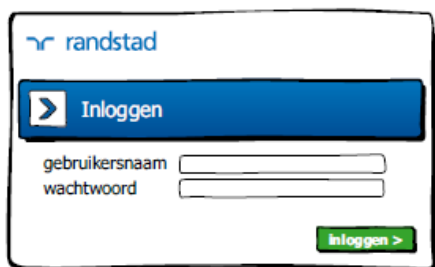 randstad
Inloggen
gebruikersnaam
wachtwoord
inloggen >